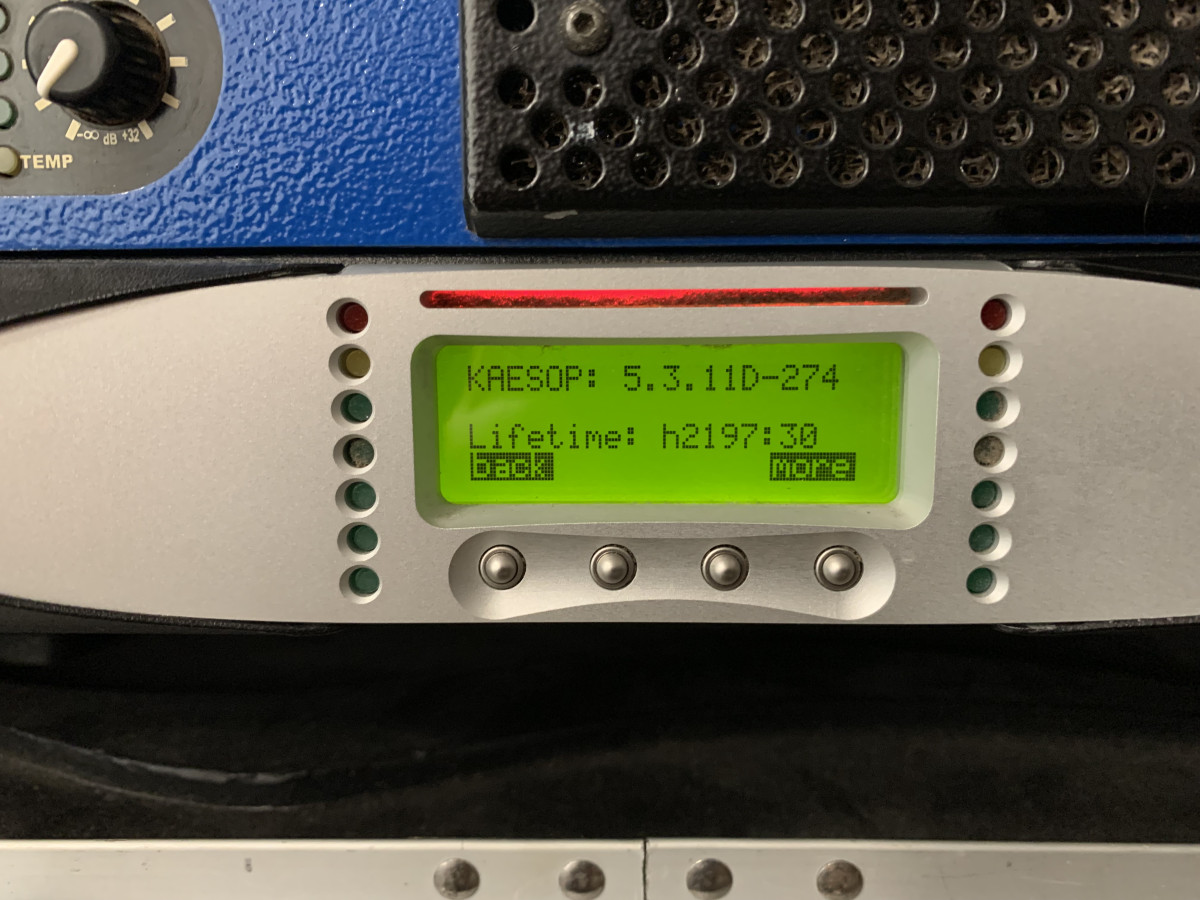 -∞ dB +32
TEMP
KAESOP: 5.3.11D-274
Lifetime: h2197:30
back more